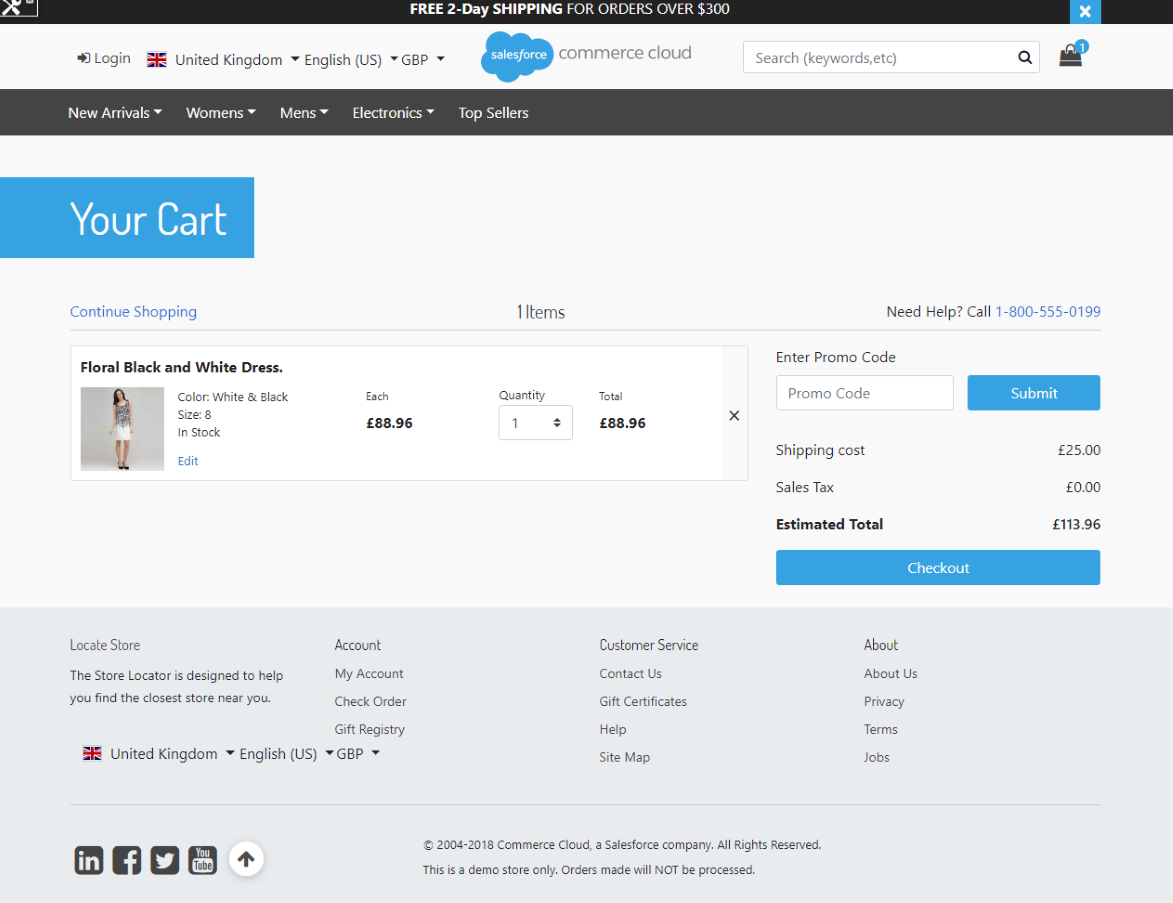 FREE 2-Day SHIPPING FOR ORDERS OVER $300
Login United Kingdom English (US) GBP
salesforce commerce cloud
Search (keywords,etc)
1
New Arrivals Womens Mens Electronics Top Sellers
Your Cart
Continue Shopping
1 Items
Need Help? Call 1-800-555-0199
Floral Black and White Dress.
Color: White & Black
Size: 8
In Stock
Edit
Each
£88.96
Quantity
1
Total
£88.96
Enter Promo Code
Promo Code
Submit
Shipping cost £25.00
Sales Tax £0.00
Estimated Total £113.96
Checkout
Locate Store
The Store Locator is designed to help
you find the closest store near you.
United Kingdom English (US) GBP
Account
My Account
Check Order
Gift Registry
Customer Service
Contact Us
Gift Certificates
Help
Site Map
About
About Us
Privacy
Terms
Jobs
in
You
Tube
© 2004-2018 Commerce Cloud, a Salesforce company. All Rights Reserved.
This is a demo store only. Orders made will NOT be processed.